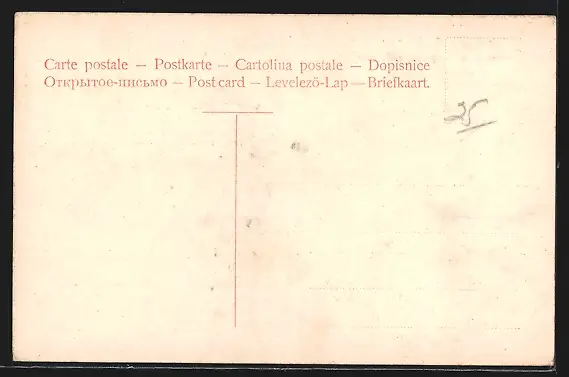 Carte postale — Postkarte — Cartolina postale — Dopisnice
Открытое-письмо — Post card — Levelező-Lap — Briefkaart.
25